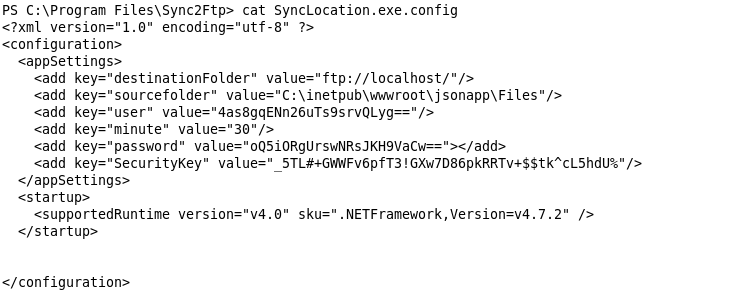 PS C:\Program Files\Sync2Ftp> cat SyncLocation.exe.config
<?xml version="1.0" encoding="utf-8" ?>
<configuration>
  <appSettings>
    <add key="destinationFolder" value="ftp://localhost/"/>
    <add key="sourcefolder" value="C:\inetpub\wwwroot\jsonapp\Files"/>
    <add key="user" value="4as8gqENn26uTs9srvQLyg=="/>
    <add key="minute" value="30"/>
    <add key="password" value="oQ5iORgUrswNRsJKH9VaCw=="></add>
    <add key="SecurityKey" value="_5TL#+GWWFv6pfT3!GXw7D86pkRRTv+$$tk^cL5hdU%"/>
  </appSettings>
  <startup>
    <supportedRuntime version="v4.0" sku=".NETFramework,Version=v4.7.2" />
  </startup>
</configuration>